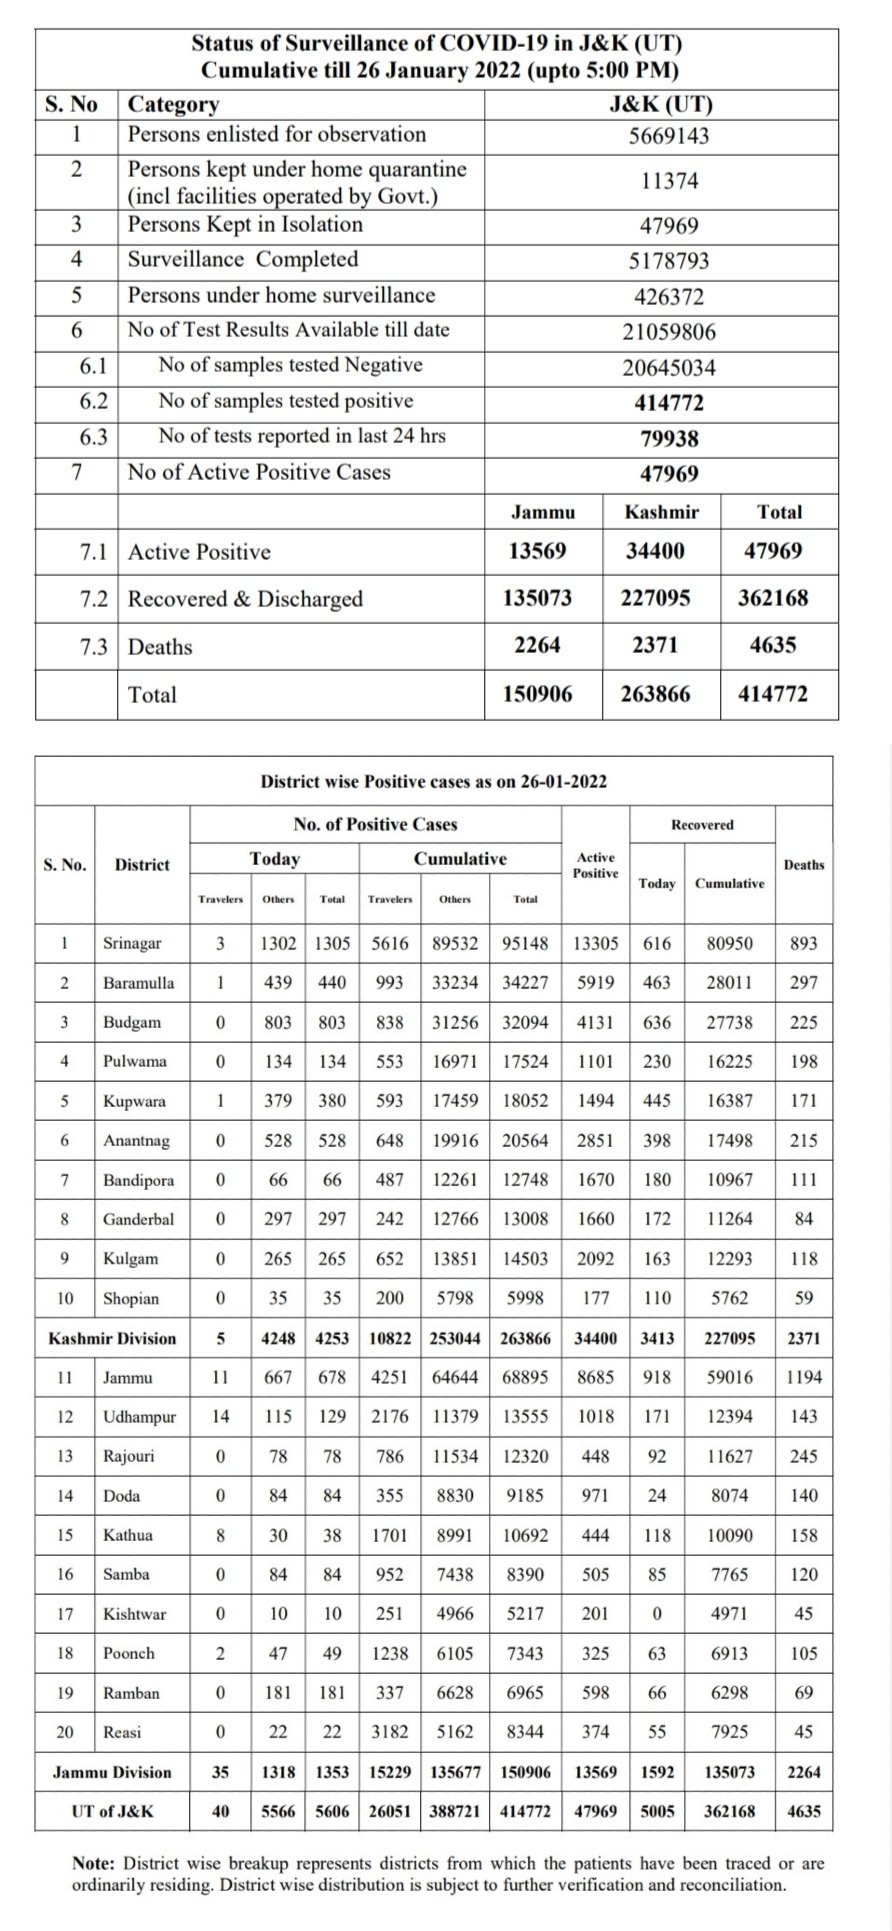 Status of Surveillance of COVID-19 in J&K (UT)
Cumulative till 26 January 2022 (upto 5:00 PM)
S. No Category J&K (UT)
1 Persons enlisted for observation 5669143
2 Persons kept under home quarantine
(incl facilities operated by Govt.) 11374
3 Persons Kept in Isolation 47969
4 Surveillance Completed 5178793
5 Persons under home surveillance 426372
6 No of Test Results Available till date 21059806
6.1 No of samples tested Negative 20645034
6.2 No of samples tested positive 414772
6.3 No of tests reported in last 24 hrs 79938
7 No of Active Positive Cases 47969
Jammu Kashmir Total
7.1 Active Positive 13569 34400 47969
7.2 Recovered & Discharged 135073 227095 362168
7.3 Deaths 2264 2371 4635
Total 150906 263866 414772
District wise Positive cases as on 26-01-2022
S. No. District No. of Positive Cases Active Positive Recovered Deaths
Today Cumulative Today Cumulative
Travelers Others Total Travelers Others Total
1 Srinagar 3 1302 1305 5616 89532 95148 13305 616 80950 893
2 Baramulla 1 439 440 993 33234 34227 5919 463 28011 297
3 Budgam 0 803 803 838 31256 32094 4131 636 27738 225
4 Pulwama 0 134 134 553 16971 17524 1101 230 16225 198
5 Kupwara 1 379 380 593 17459 18052 1494 445 16387 171
6 Anantnag 0 528 528 648 19916 20564 2851 398 17498 215
7 Bandipora 0 66 66 487 12261 12748 1670 180 10967 111
8 Ganderbal 0 297 297 242 12766 13008 1660 172 11264 84
9 Kulgam 0 265 265 652 13851 14503 2092 163 12293 118
10 Shopian 0 35 35 200 5798 5998 177 110 5762 59
Kashmir Division 5 4248 4253 10822 253044 263866 34400 3413 227095 2371
11 Jammu 11 667 678 4251 64644 68895 8685 918 59016 1194
12 Udhampur 14 115 129 2176 11379 13555 1018 171 12394 143
13 Rajouri 0 78 78 786 11534 12320 448 92 11627 245
14 Doda 0 84 84 355 8830 9185 971 24 8074 140
15 Kathua 8 30 38 1701 8991 10692 444 118 10090 158
16 Samba 0 84 84 952 7438 8390 505 85 7765 120
17 Kishtwar 0 10 10 251 4966 5217 201 0 4971 45
18 Poonch 2 47 49 1238 6105 7343 325 63 6913 105
19 Ramban 0 181 181 337 6628 6965 598 66 6298 69
20 Reasi 0 22 22 3182 5162 8344 374 55 7925 45
Jammu Division 35 1318 1353 15229 135677 150906 13569 1592 135073 2264
UT of J&K 40 5566 5606 26051 388721 414772 47969 5005 362168 4635
Note: District wise breakup represents districts from which the patients have been traced or are
ordinarily residing. District wise distribution is subject to further verification and reconciliation.